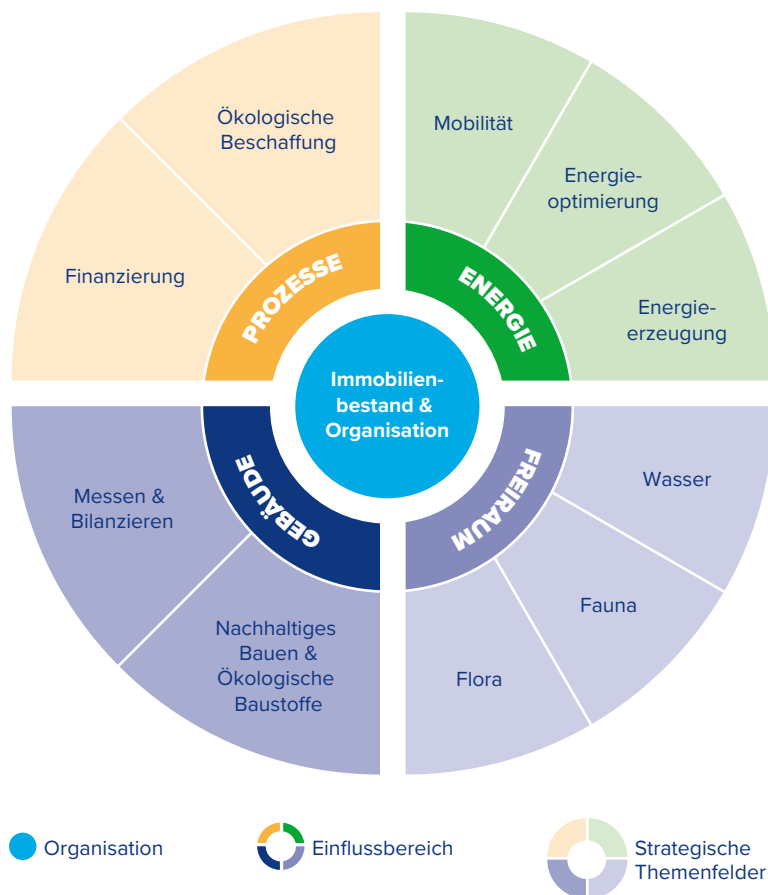 Ökologische
Beschaffung
Finanzierung
PROZESSE
Mobilität
Energie-
optimierung
Energie-
erzeugung
ENERGIE
Immobilien-
bestand &
Organisation
Messen &
Bilanzieren
Nachhaltiges
Bauen &
Ökologische
Baustoffe
GEBÄUDE
Wasser
Fauna
Flora
FREIRAUM
Organisation
Einflussbereich
Strategische
Themenfelder